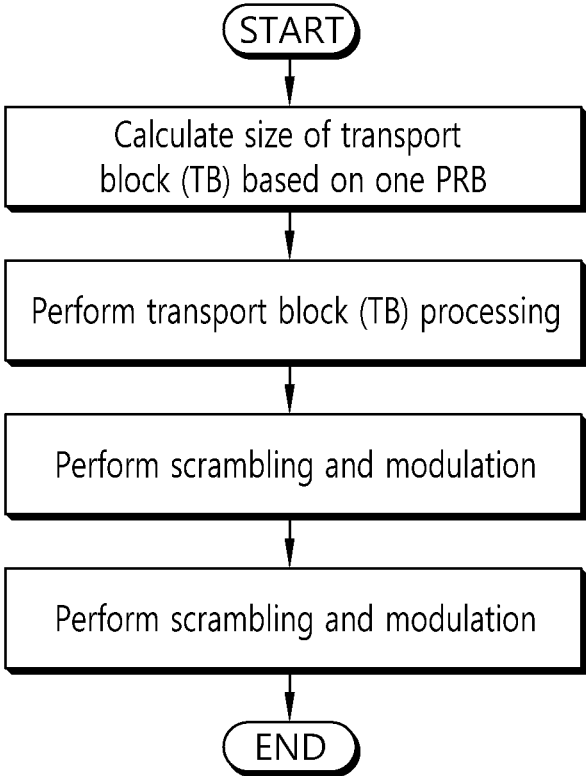 START
Calculate size of transport
block (TB) based on one PRB
Perform transport block (TB) processing
Perform scrambling and modulation
Perform scrambling and modulation
END